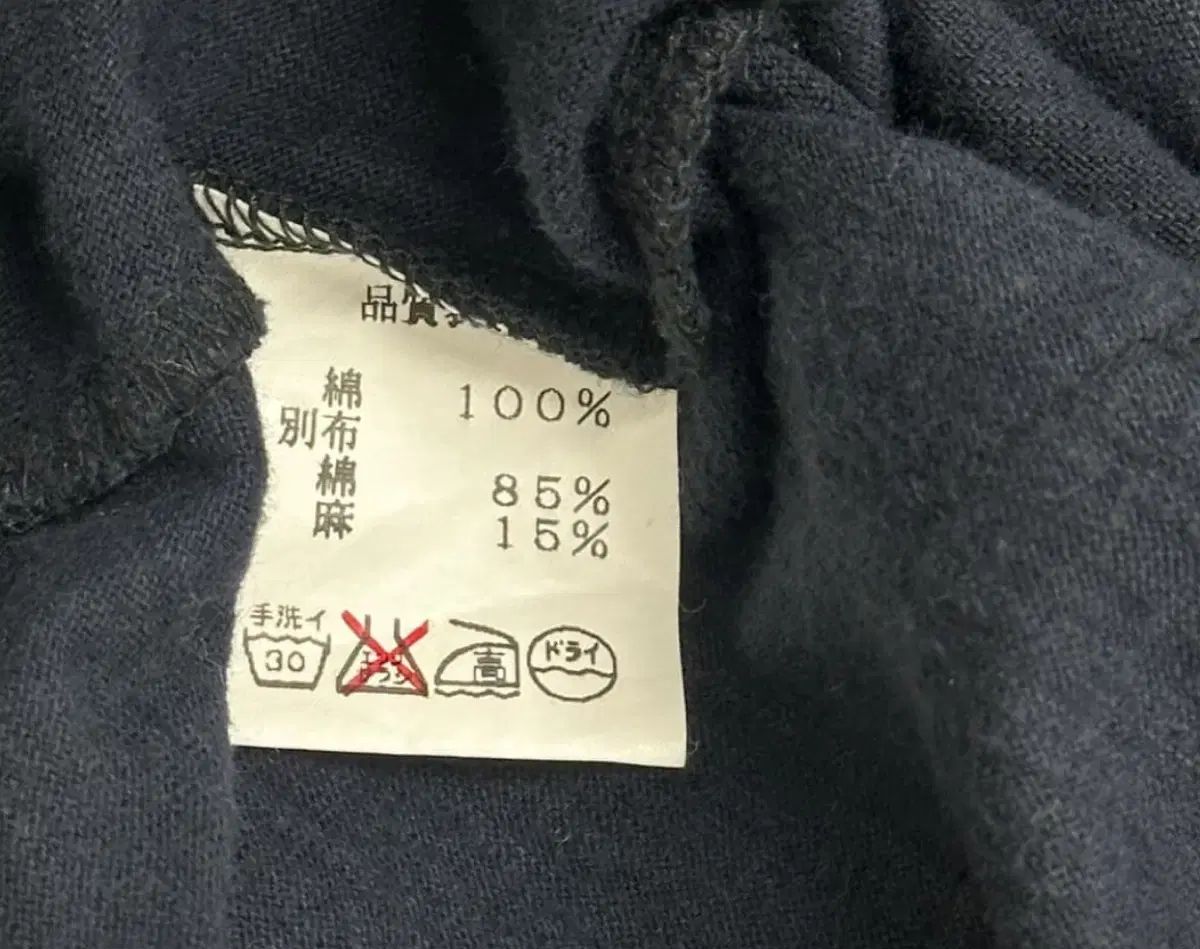 品質
綿 100%
別布
綿 85%
麻 15%
手洗イ
30
高
ドライ